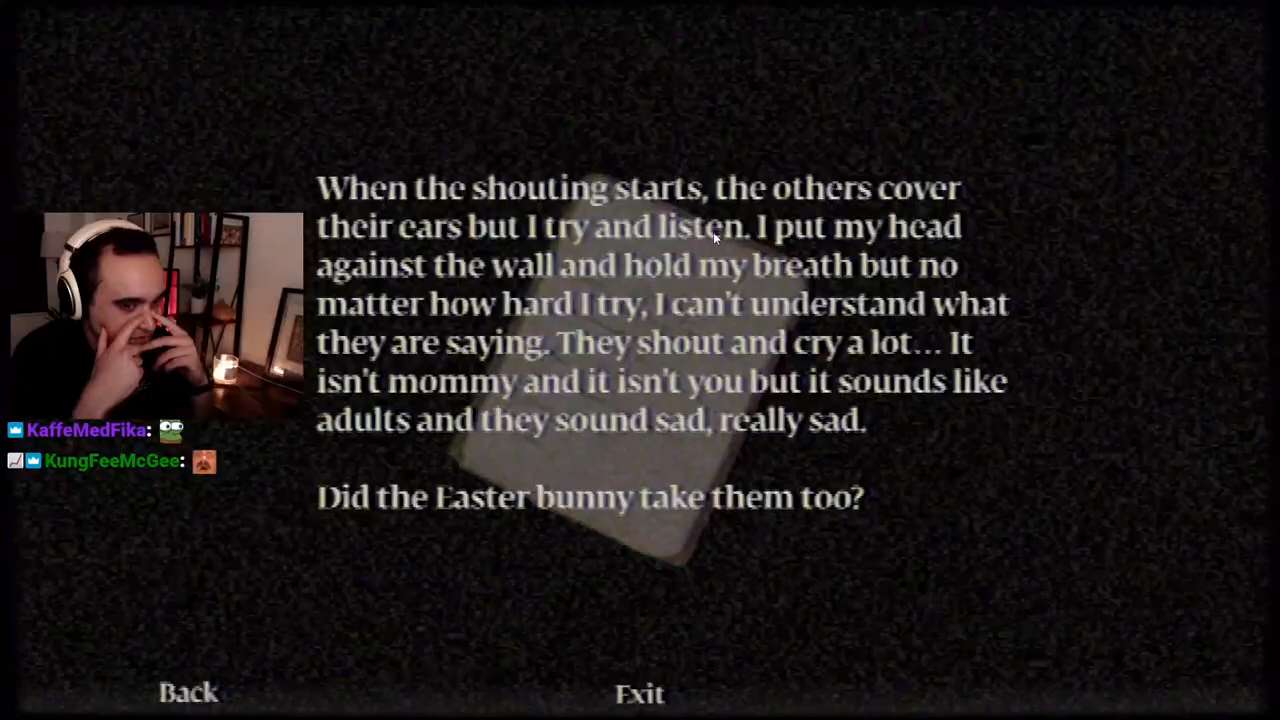 When the shouting starts, the others cover
their ears but I try and listen. I put my head
against the wall and hold my breath but no
matter how hard I try, I can't understand what
they are saying. They shout and cry a lot... It
isn't mommy and it isn't you but it sounds like
adults and they sound sad, really sad.
Did the Easter bunny take them too?
KaffeMedFika:
KungFeeMcGee:
Back
Exit